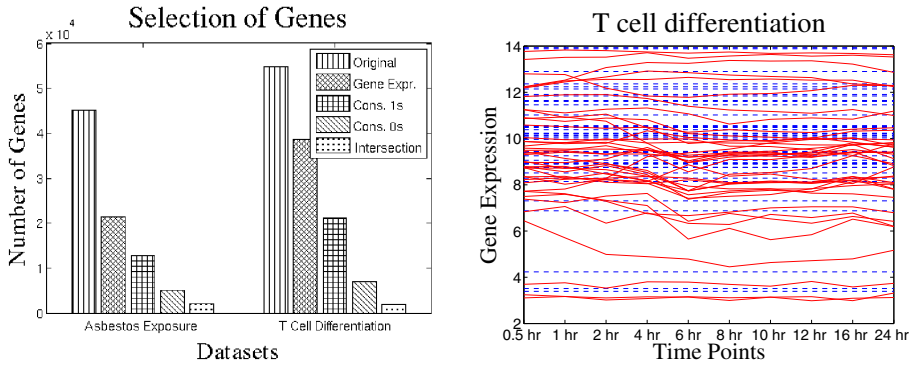 Selection of Genes
x 10^4
6
5
4
3
2
1
0
Number of Genes
Original
Gene Expr.
Cons. 1s
Cons. 0s
Intersection
Asbestos Exposure
T Cell Differentiation
Datasets
T cell differentiation
14
12
10
8
6
4
2
Gene Expression
0.5 hr 1 hr 2 hr 4 hr 6 hr 8 hr 10 hr 12 hr 16 hr 24 hr
Time Points